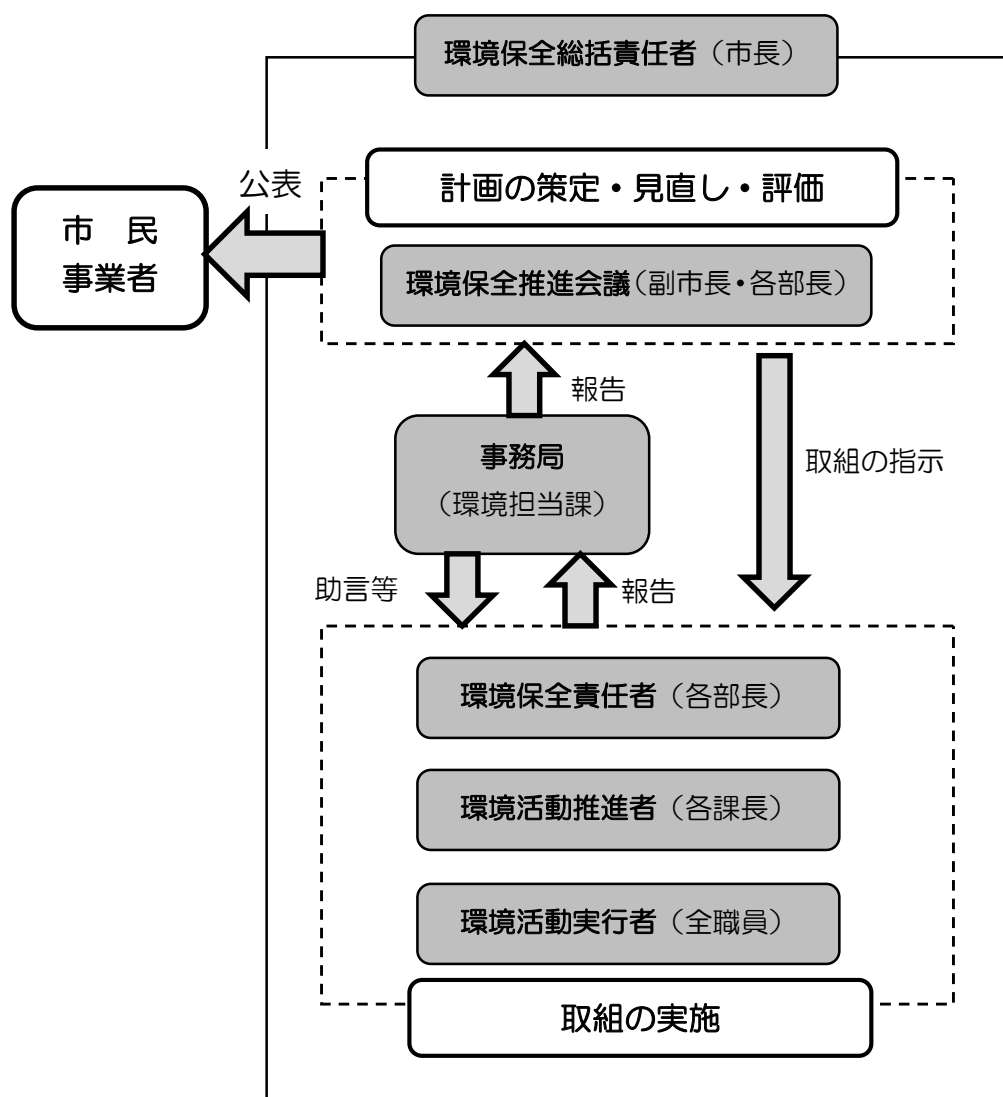 環境保全総括責任者（市長）
公表
計画の策定・見直し・評価
市　民
事業者
環境保全推進会議（副市長・各部長）
報告
事務局
（環境担当課）
取組の指示
助言等
報告
環境保全責任者（各部長）
環境活動推進者（各課長）
環境活動実行者（全職員）
取組の実施